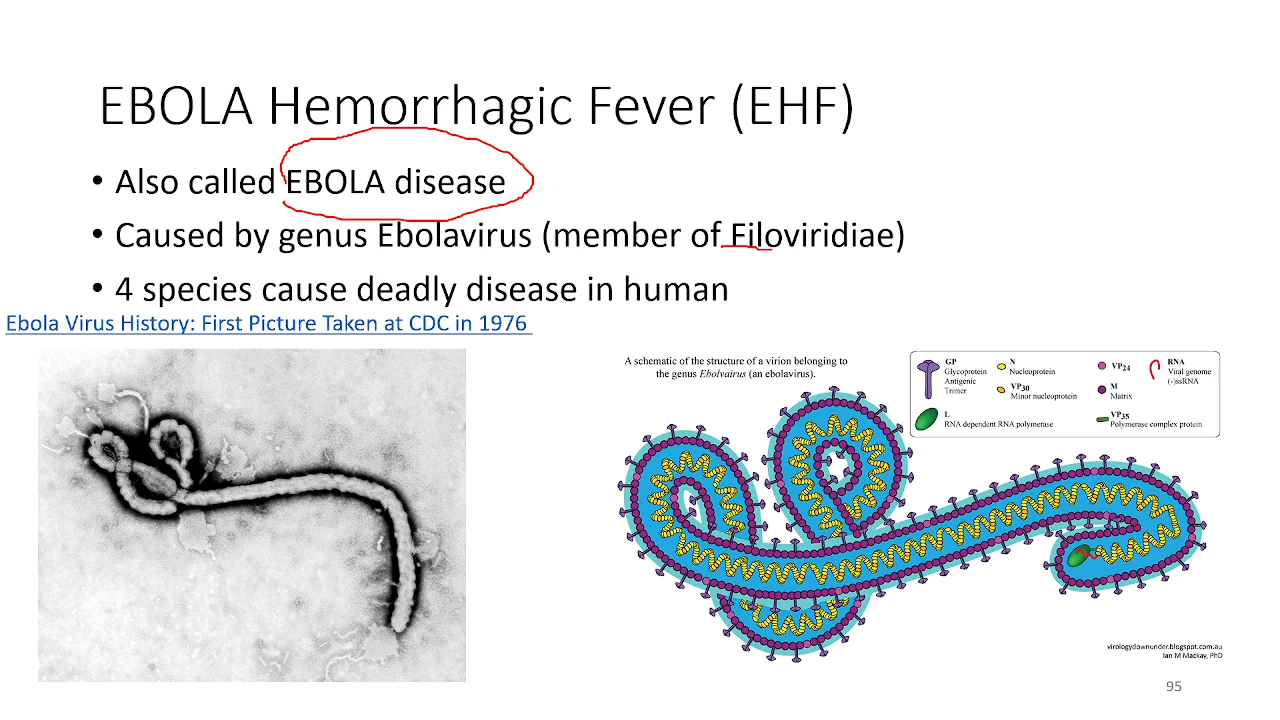 EBOLA Hemorrhagic Fever (EHF)
• Also called EBOLA disease
• Caused by genus Ebolavirus (member of Filoviridae)
• 4 species cause deadly disease in human
Ebola Virus History: First Picture Taken at CDC in 1976
A schematic of the structure of a virion belonging to
the genus Ebolvairus (an ebolavirus).
GP
Glycoprotein
Antigenic
Trimer
N
Nucleoprotein
VP30
Minor nucleoprotein
VP24
M
Matrix
RNA
Viral genome
(-)ssRNA
L
RNA dependent RNA polymerase
VP35
Polymerase complex protein
virologydownunder.blogspot.com.au
Ian M Mackay, PhD
95